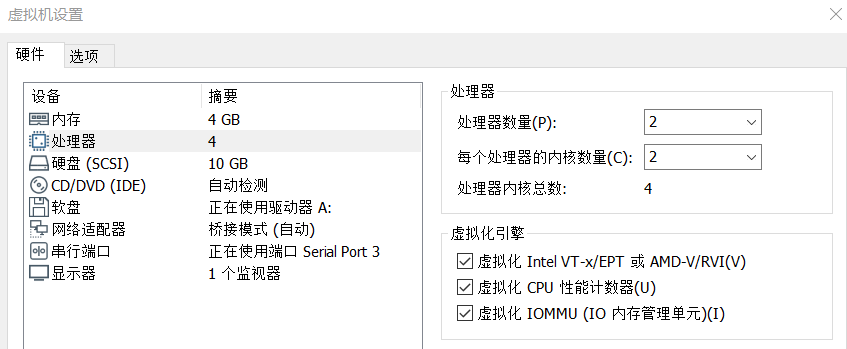 虚拟机设置
硬件 选项
设备 摘要
内存 4 GB
处理器 4
硬盘 (SCSI) 10 GB
CD/DVD (IDE) 自动检测
软盘 正在使用驱动器 A:
网络适配器 桥接模式 (自动)
串行端口 正在使用端口 Serial Port 3
显示器 1 个监视器
处理器
处理器数量(P): 2
每个处理器的内核数量(C): 2
处理器内核总数: 4
虚拟化引擎
虚拟化 Intel VT-x/EPT 或 AMD-V/RVI(V)
虚拟化 CPU 性能计数器(U)
虚拟化 IOMMU (IO 内存管理单元)(I)